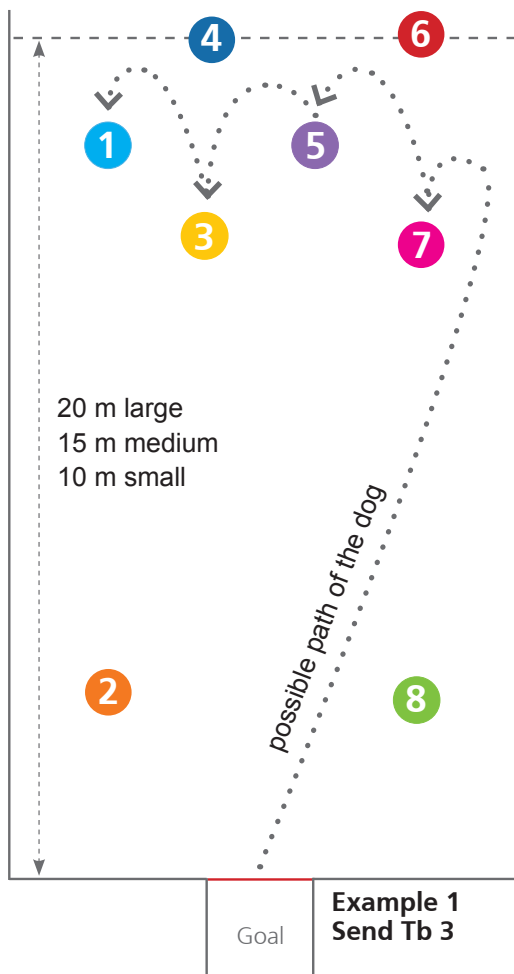 4
6
1
5
3
7
20 m large
15 m medium
10 m small
possible path of the dog
2
8
Goal
Example 1
Send Tb 3